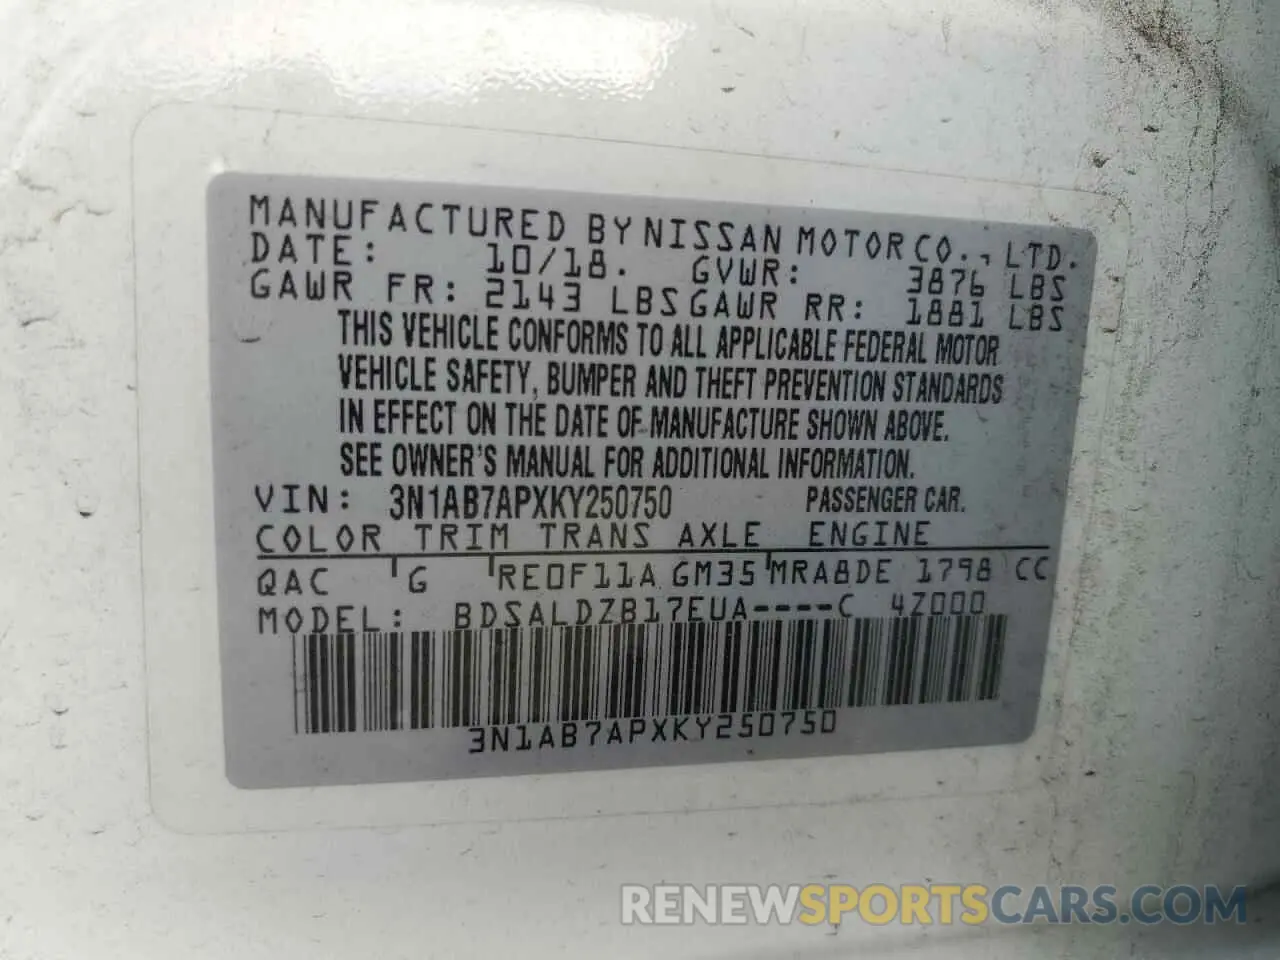 MANUFACTURED BY NISSAN MOTOR CO., LTD.
DATE: 10/18. GVWR: 3876 LBS
GAWR FR: 2143 LBS GAWR RR: 1881 LBS
THIS VEHICLE CONFORMS TO ALL APPLICABLE FEDERAL MOTOR
VEHICLE SAFETY, BUMPER AND THEFT PREVENTION STANDARDS
IN EFFECT ON THE DATE OF MANUFACTURE SHOWN ABOVE.
SEE OWNER'S MANUAL FOR ADDITIONAL INFORMATION.
VIN: 3N1AB7APXKY250750 PASSENGER CAR.
COLOR TRIM TRANS AXLE ENGINE
QAC G RE0F11A GM35 MRA8DE 1798 CC
MODEL: BDSALDZB17EUA----C 4Z000
3N1AB7APXKY250750
RENEWSPORTSCARS.COM